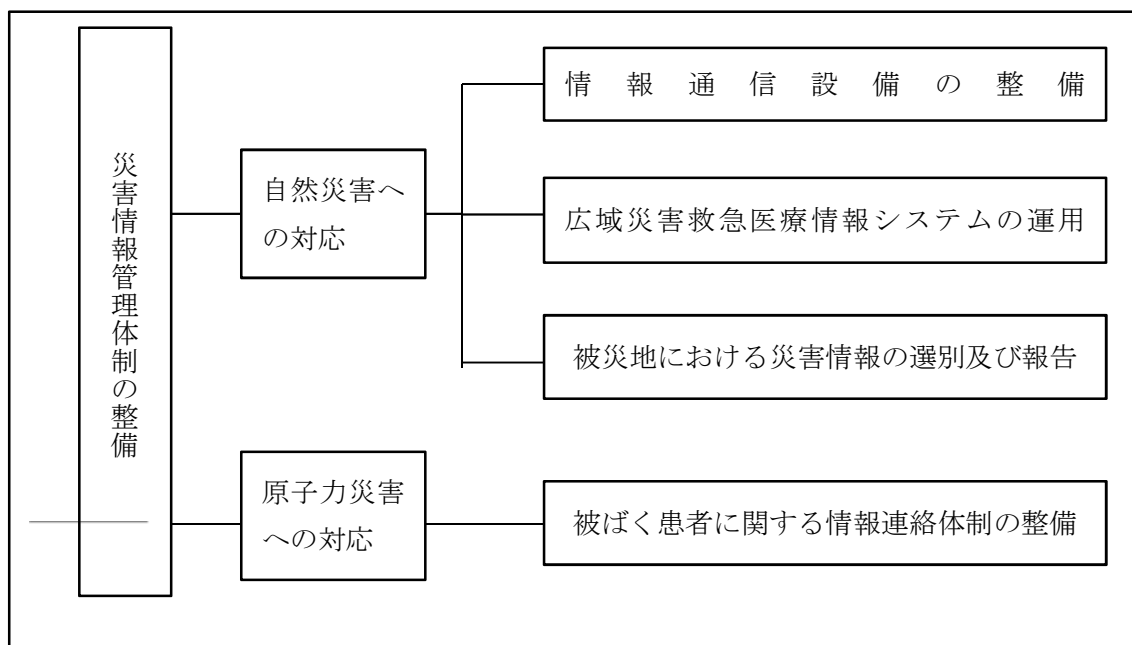 災害情報管理体制の整備
自然災害へ
の対応
情報通信設備の整備
広域災害救急医療情報システムの運用
被災地における災害情報の選別及び報告
原子力災害
への対応
被ばく患者に関する情報連絡体制の整備